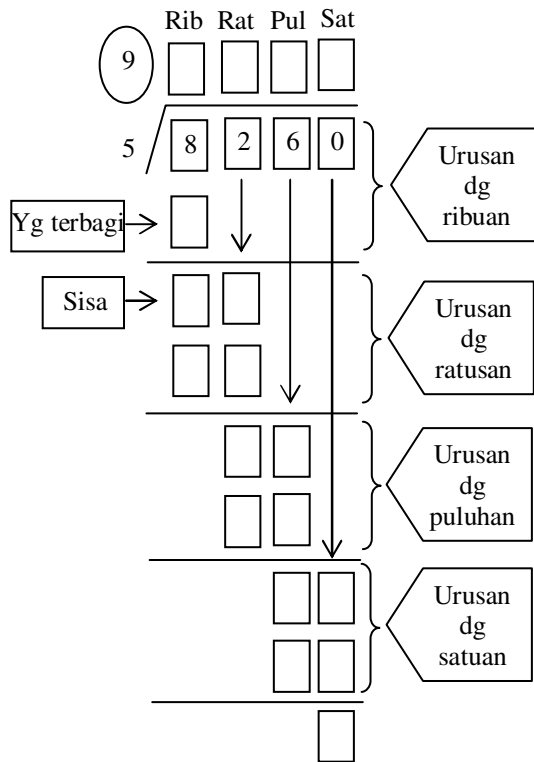 Rib Rat Pul Sat
9
5 8 2 6 0
Urusan
dg
ribuan
Yg terbagi
Sisa
Urusan
dg
ratusan
Urusan
dg
puluhan
Urusan
dg
satuan